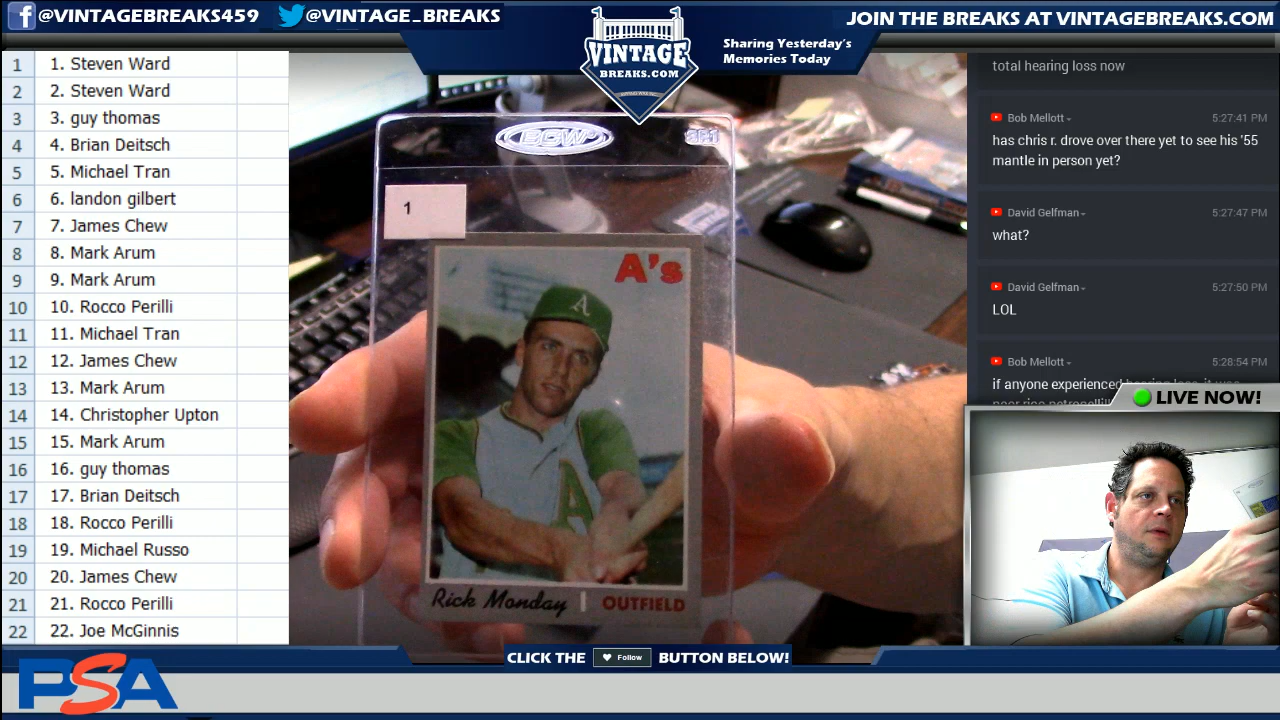 @VINTAGEBREAKS459
@VINTAGE_BREAKS
VINTAGE
BREAKS.COM
Sharing Yesterday's
Memories Today
JOIN THE BREAKS AT VINTAGEBREAKS.COM
1 1. Steven Ward
2 2. Steven Ward
3 3. guy thomas
4 4. Brian Deitsch
5 5. Michael Tran
6 6. landon gilbert
7 7. James Chew
8 8. Mark Arum
9 9. Mark Arum
10 10. Rocco Perilli
11 11. Michael Tran
12 12. James Chew
13 13. Mark Arum
14 14. Christopher Upton
15 15. Mark Arum
16 16. guy thomas
17 17. Brian Deitsch
18 18. Rocco Perilli
19 19. Michael Russo
20 20. James Chew
21 21. Rocco Perilli
22 22. Joe McGinnis
BCW
1
A's
A
A
Rick Monday | OUTFIELD
total hearing loss now
Bob Mellott 5:27:41 PM
has chris r. drove over there yet to see his '55
mantle in person yet?
David Gelfman 5:27:47 PM
what?
David Gelfman 5:27:50 PM
LOL
Bob Mellott 5:28:54 PM
if anyone experienced
LIVE NOW!
CLICK THE Follow BUTTON BELOW!
PSA